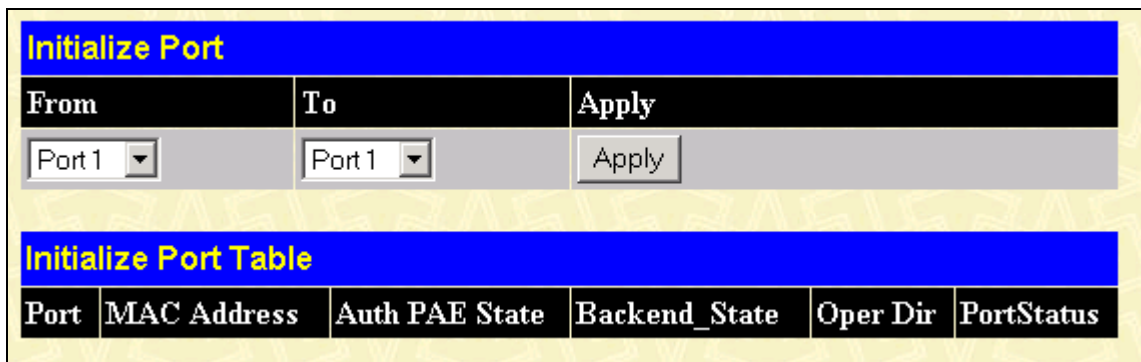 Initialize Port
From To Apply
Port 1 Port 1 Apply
Initialize Port Table
Port MAC Address Auth PAE State Backend_State Oper Dir PortStatus